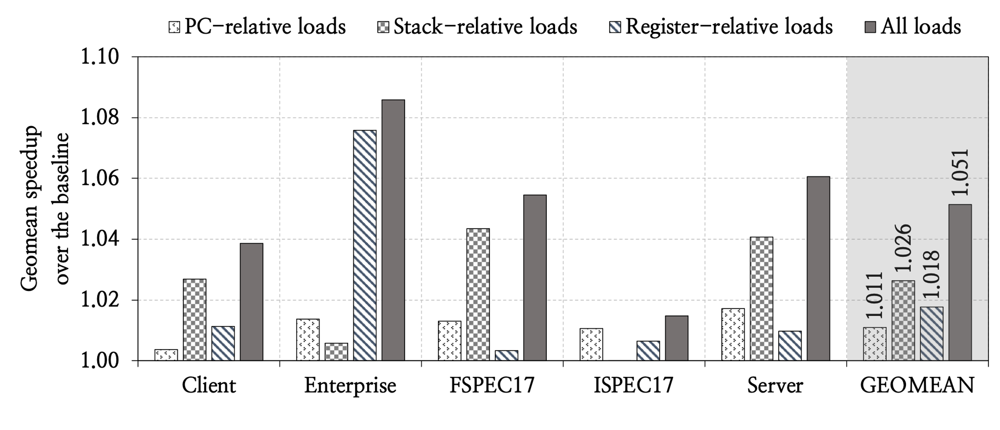 PC-relative loads Stack-relative loads Register-relative loads All loads
Geomean speedup
over the baseline
1.10
1.08
1.06
1.04
1.02
1.00
1.011
1.026
1.018
1.051
Client Enterprise FSPEC17 ISPEC17 Server GEOMEAN